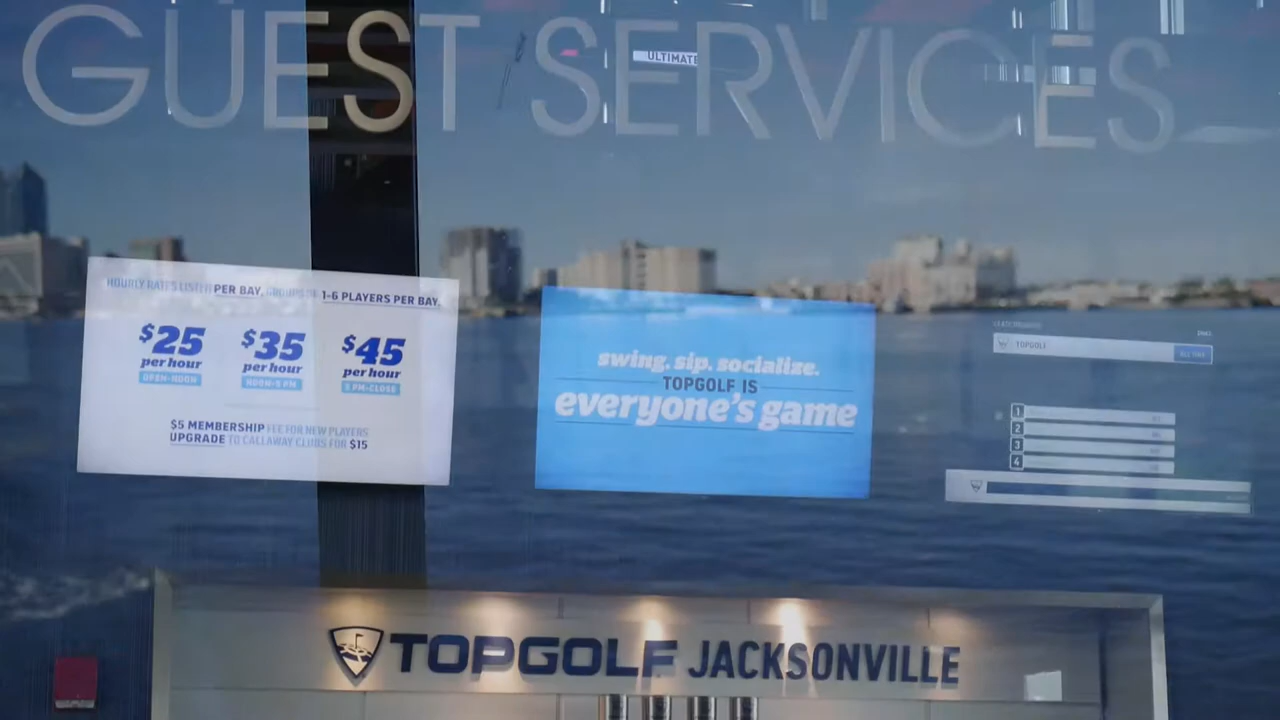 GUEST SERVICES
ULTIMATE
HOURLY RATES LISTED PER BAY, GROUPS OF 1-6 PLAYERS PER BAY.
$25 $35 $45
per hour per hour per hour
OPEN-NOON NOON-5 PM 5 PM-CLOSE
$5 MEMBERSHIP FEE FOR NEW PLAYERS
UPGRADE TO CALLAWAY CLUBS FOR $15
swing. sip. socialize.
TOPGOLF IS
everyone's game
TOPGOLF
ALL TIME
1
2
3
4
TOPGOLF JACKSONVILLE